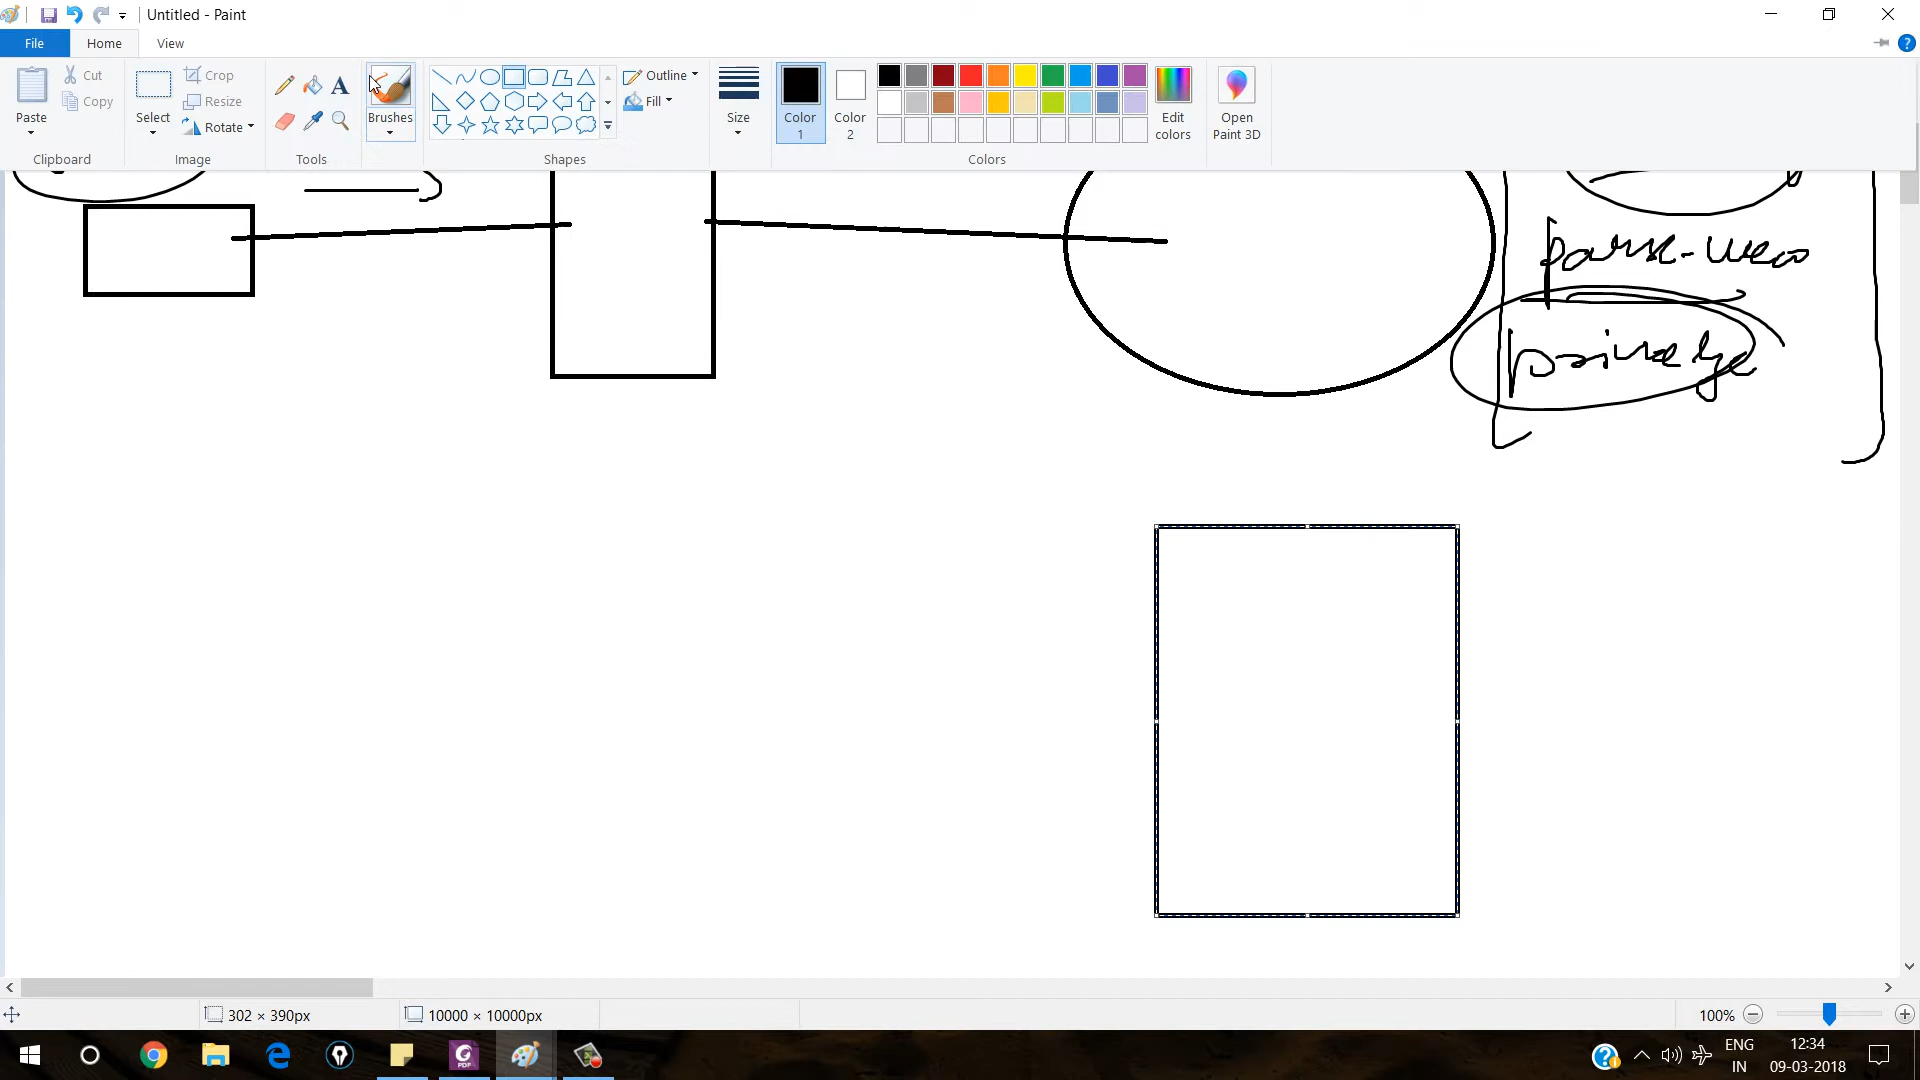 Untitled - Paint
File Home View
Paste
Cut
Copy
Clipboard
Select
Crop
Resize
Rotate
Image
Tools
Brushes
Shapes
Outline
Fill
Size
Color
1
Color
2
Edit
colors
Colors
Open
Paint 3D
302 × 390px
10000 × 10000px
100%
ENG
IN
12:34
09-03-2018